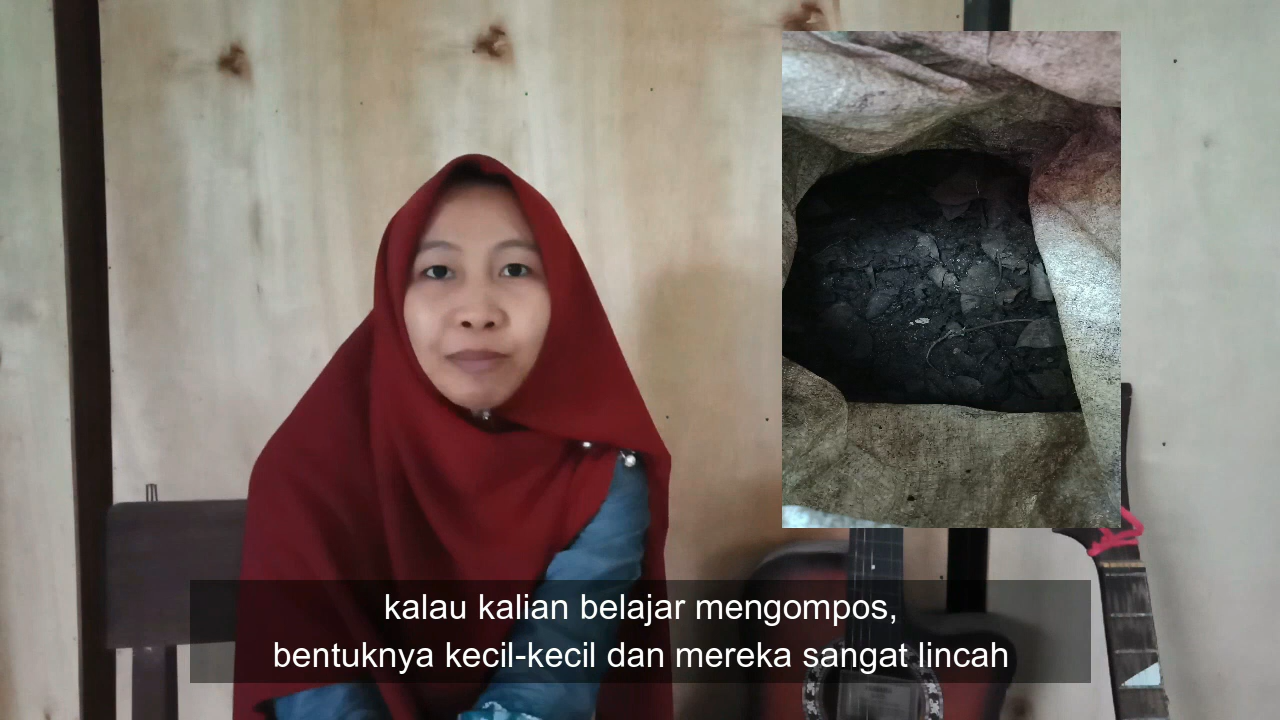 kalau kalian belajar mengompos,
bentuknya kecil-kecil dan mereka sangat lincah